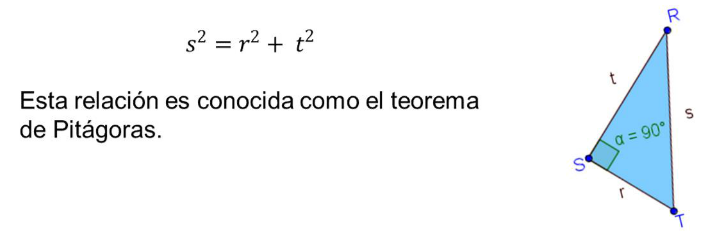 s² = r² + t²
Esta relación es conocida como el teorema
de Pitágoras.
R
t
s
α = 90°
S
r
T